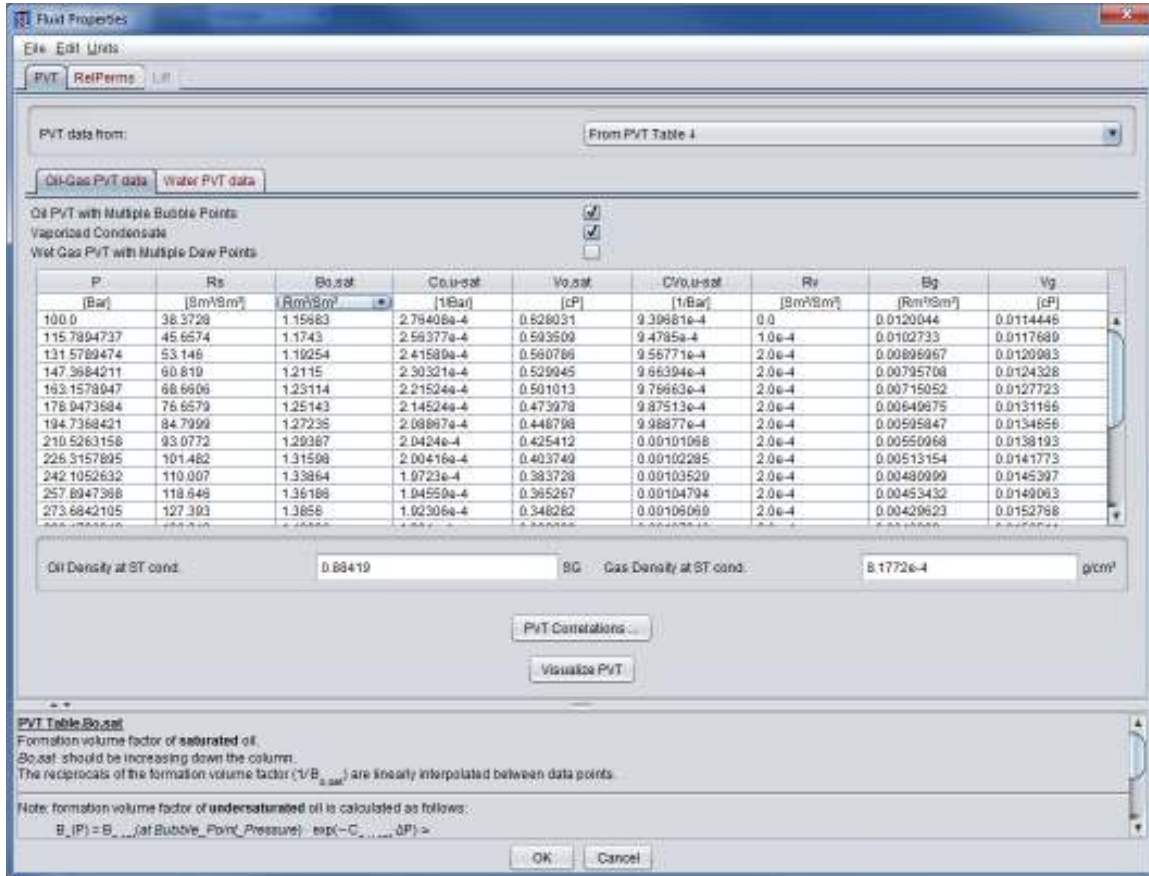 Fluid Properties
File Edit Units
PVT RelPerms Lift
PVT data from: From PVT Table ↓
Oil-Gas PVT data Water PVT data
Oil PVT with Multiple Bubble Points
Vaporized Condensate
Wet Gas PVT with Multiple Dew Points
P Rs Bo,sat Co,u-sat Vo,sat CVo,u-sat Rv Bg Vg
[Bar] [Sm³/Sm³] [Rm³/Sm³ [1/Bar] [cP] [1/Bar] [Sm³/Sm³] [Rm³/Sm³] [cP]
100.0 38.3728 1.15683 2.76408e-4 0.628031 9.39681e-4 0.0 0.0120044 0.0114446
115.7894737 45.6574 1.1743 2.56377e-4 0.593509 9.4785e-4 1.0e-4 0.0102733 0.0117689
131.5789474 53.146 1.19254 2.41589e-4 0.560786 9.56771e-4 2.0e-4 0.00896967 0.0120983
147.3684211 60.819 1.2115 2.30321e-4 0.529945 9.66394e-4 2.0e-4 0.00795708 0.0124328
163.1578947 68.6606 1.23114 2.21524e-4 0.501013 9.76663e-4 2.0e-4 0.00715052 0.0127723
178.9473684 76.6579 1.25143 2.14524e-4 0.473978 9.87513e-4 2.0e-4 0.00649675 0.0131166
194.7368421 84.7999 1.27235 2.08867e-4 0.448798 9.98877e-4 2.0e-4 0.00595847 0.0134656
210.5263158 93.0772 1.29387 2.0424e-4 0.425412 0.00101068 2.0e-4 0.00550968 0.0138193
226.3157895 101.482 1.31598 2.00416e-4 0.403749 0.00102285 2.0e-4 0.00513154 0.0141773
242.1052632 110.007 1.33864 1.9723e-4 0.383728 0.00103529 2.0e-4 0.00480999 0.0145397
257.8947368 118.646 1.36186 1.94559e-4 0.365267 0.00104794 2.0e-4 0.00453432 0.0149063
273.6842105 127.393 1.3856 1.92306e-4 0.348282 0.00106069 2.0e-4 0.00429623 0.0152768
Oil Density at ST cond. 0.88419 SG Gas Density at ST cond. 8.1772e-4 g/cm³
PVT Correlations ...
Visualize PVT
PVT Table.Bo,sat
Formation volume factor of saturated oil.
Bo,sat should be increasing down the column.
The reciprocals of the formation volume factor (1/B o,sat) are linearly interpolated between data points.
Note: formation volume factor of undersaturated oil is calculated as follows:
(at Bubble_Point_Pressure) · exp(−C ΔP) >
OK Cancel